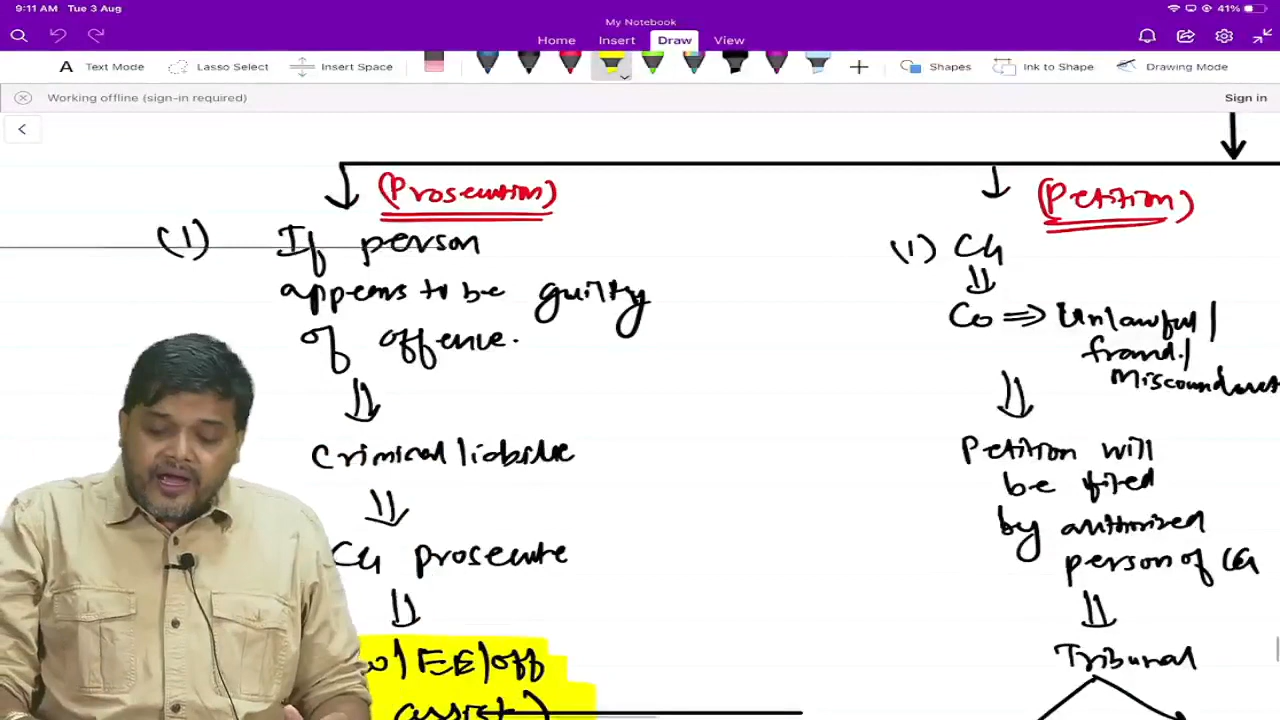 9:11 AM Tue 3 Aug
41%
My Notebook
Home Insert Draw View
Text Mode Lasso Select Insert Space Shapes Ink to Shape Drawing Mode
Working offline (sign-in required)
Sign in
(Prosecution)
(1) If person
appears to be guilty
of offence.
Criminal liable
CG prosecute
EE/off
assist)
(Petition)
(1) CG
Co ⇒ Unlawful/
fraud/
Petition will
be filed
by authorized
person of CG
Tribunal